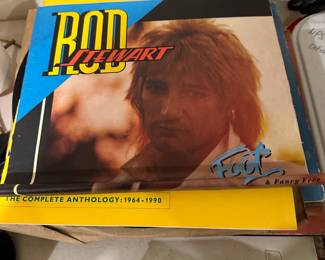 ROD
STEWART
Foot
& Fancy Free
THE COMPLETE ANTHOLOGY: 1964-1990